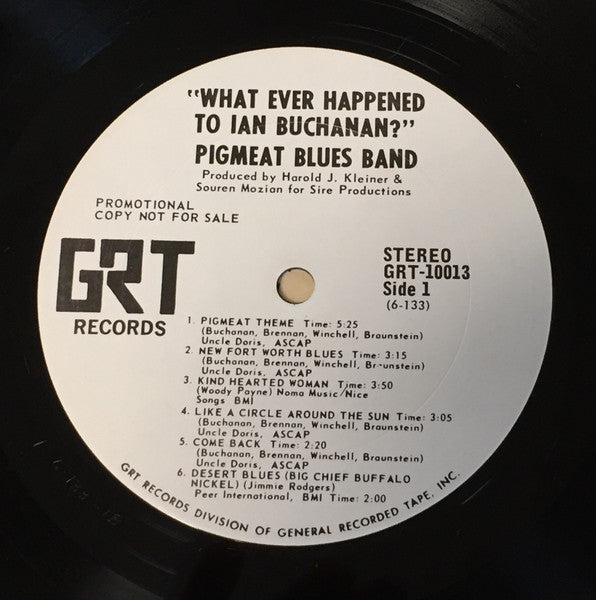 "WHAT EVER HAPPENED
TO IAN BUCHANAN?"
PIGMEAT BLUES BAND
Produced by Harold J. Kleiner &
Souren Mozian for Sire Productions
PROMOTIONAL
COPY NOT FOR SALE
GRT
RECORDS
STEREO
GRT-10013
Side 1
(6-133)
1. PIGMEAT THEME Time: 5:25
(Buchanan, Brennan, Winchell, Braunstein)
Uncle Doris, ASCAP
2. NEW FORT WORTH BLUES Time: 3:15
(Buchanan, Brennan, Winchell, Braunstein)
Uncle Doris, ASCAP
3. KIND HEARTED WOMAN Time: 3:50
(Woody Payne) Noma Music/Nice
Songs BMI
4. LIKE A CIRCLE AROUND THE SUN Time: 3:05
(Buchanan, Brennan, Winchell, Braunstein)
Uncle Doris, ASCAP
5. COME BACK Time: 2:20
(Buchanan, Brennan, Winchell, Braunstein)
Uncle Doris, ASCAP
6. DESERT BLUES (BIG CHIEF BUFFALO
NICKEL) (Jimmie Rodgers)
Peer International, BMI Time: 2:00
GRT RECORDS DIVISION OF GENERAL RECORDED TAPE, INC.